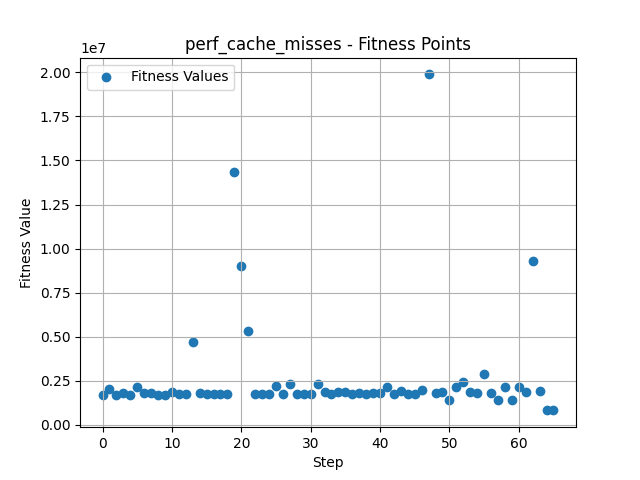 perf_cache_misses - Fitness Points
1e7
2.00
1.75
1.50
1.25
1.00
0.75
0.50
0.25
0.00
Fitness Value
Fitness Values
0 10 20 30 40 50 60
Step